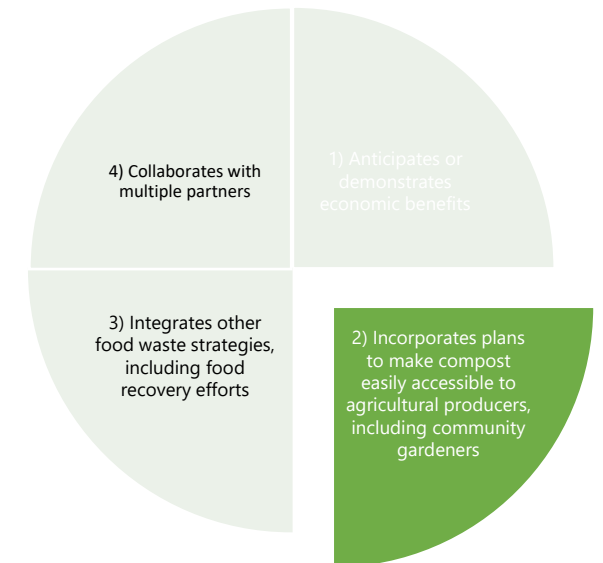 4) Collaborates with
multiple partners
1) Anticipates or
demonstrates
economic benefits
3) Integrates other
food waste strategies,
including food
recovery efforts
2) Incorporates plans
to make compost
easily accessible to
agricultural producers,
including community
gardeners